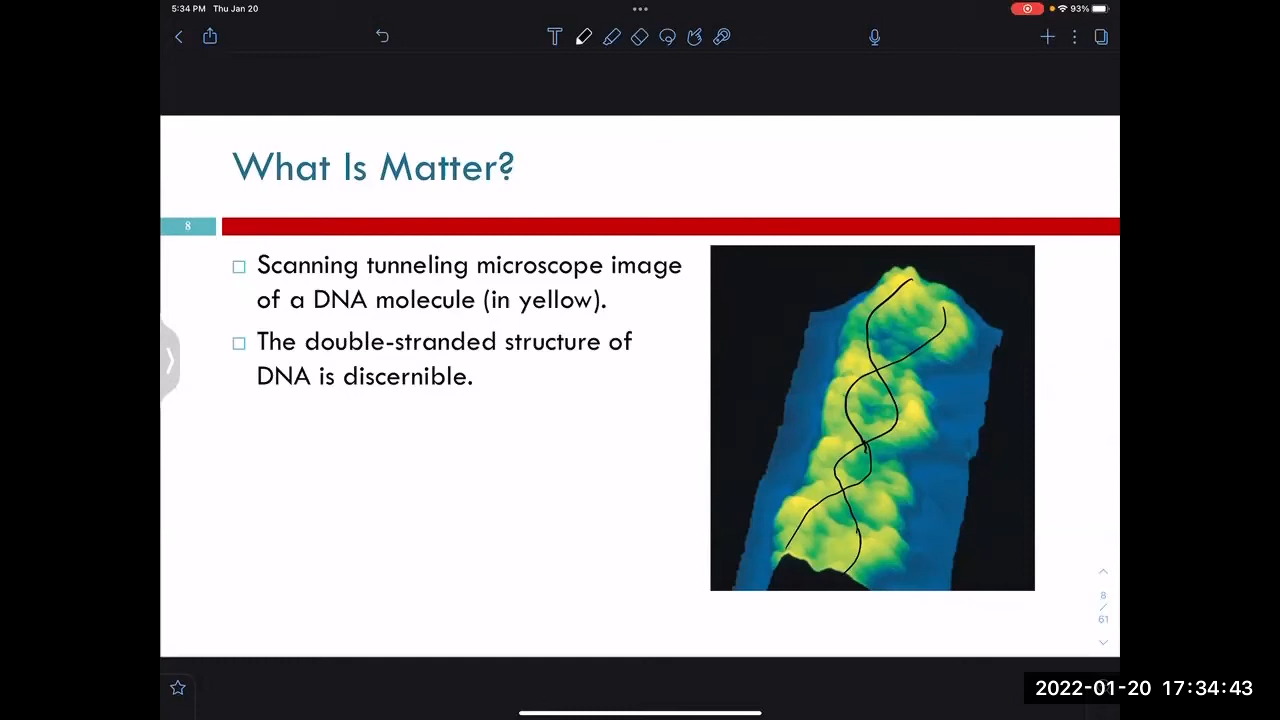 5:34 PM Thu Jan 20
93%
What Is Matter?
8
Scanning tunneling microscope image
of a DNA molecule (in yellow).
The double-stranded structure of
DNA is discernible.
8
/
61
2022-01-20 17:34:43